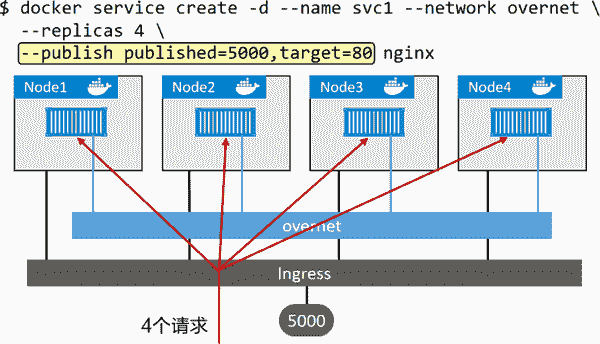 $ docker service create -d --name svc1 --network overnet \
--replicas 4 \
--publish published=5000,target=80 nginx
Node1
Node2
Node3
Node4
overnet
Ingress
4个请求
5000